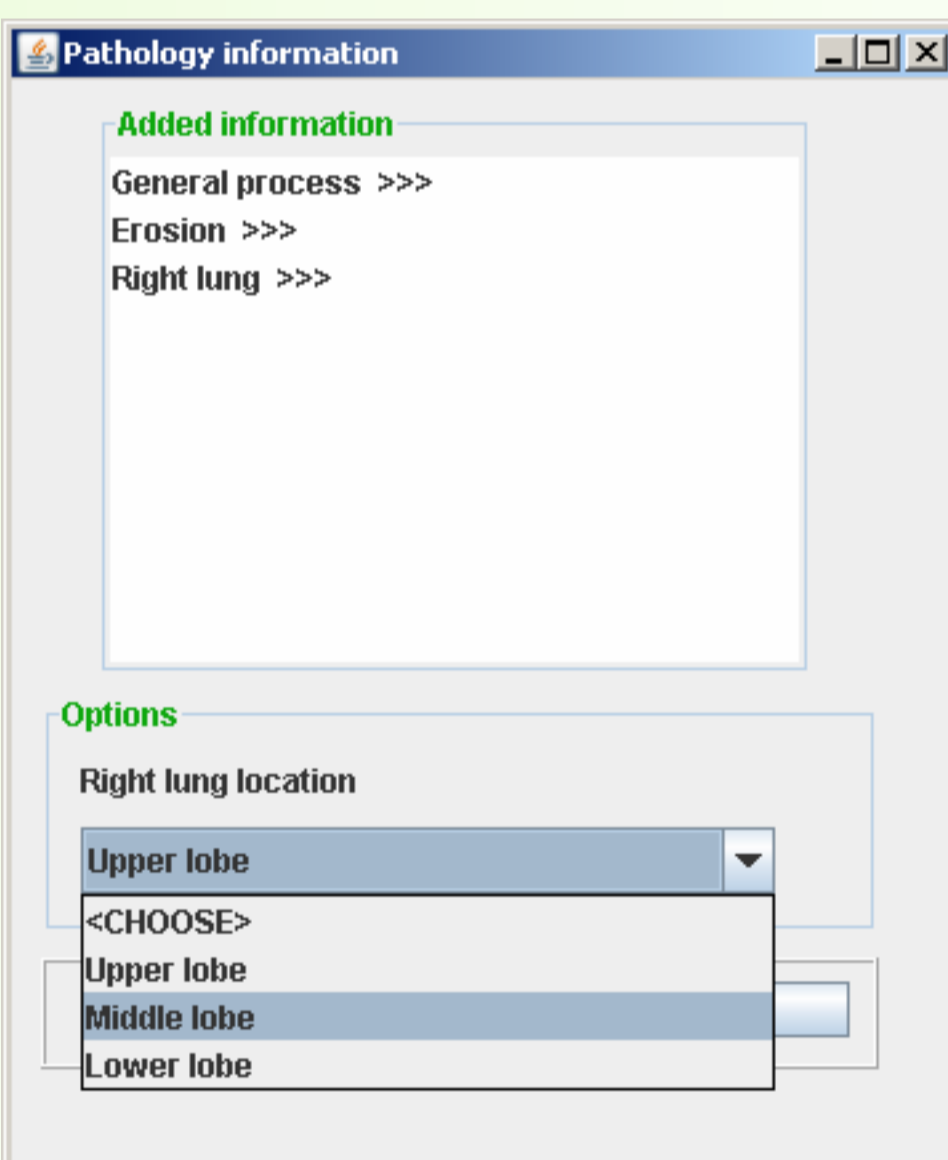 Pathology information
Added information
General process >>>
Erosion >>>
Right lung >>>
Options
Right lung location
Upper lobe
<CHOOSE>
Upper lobe
Middle lobe
Lower lobe